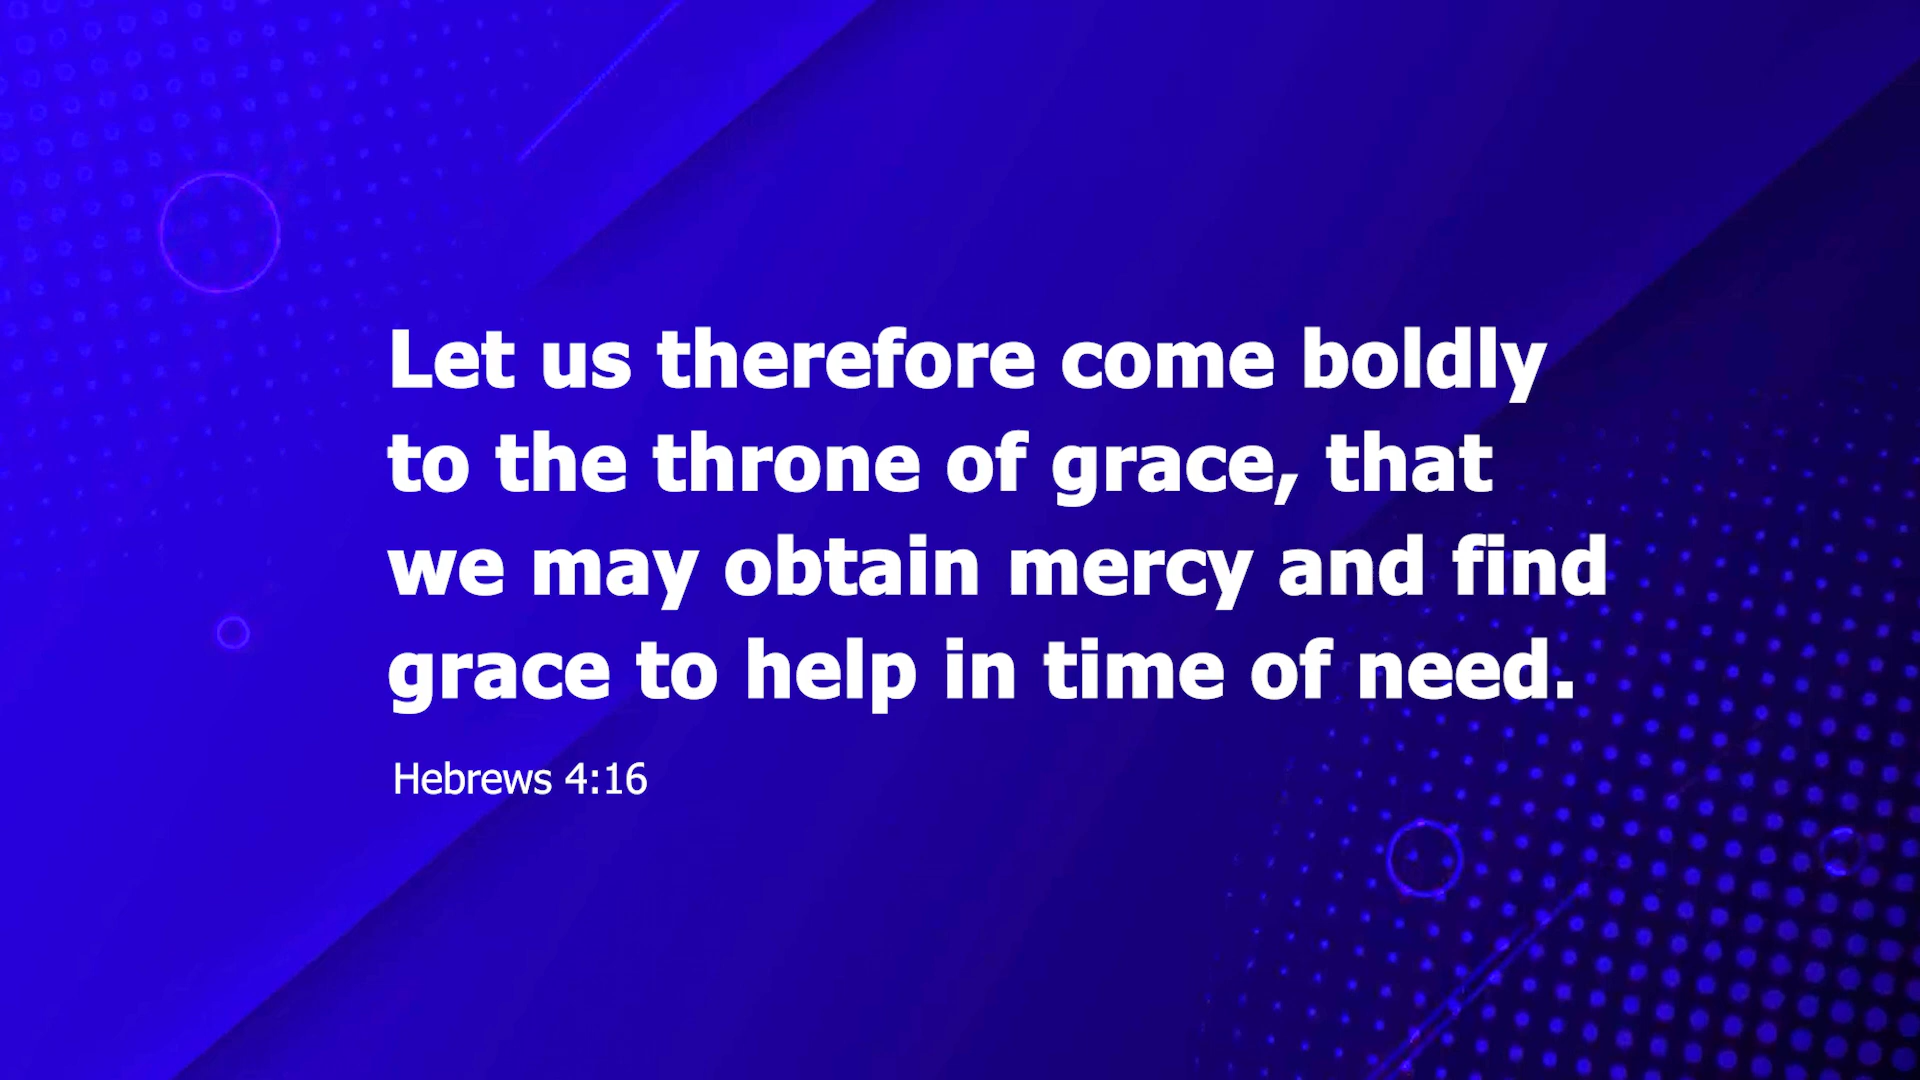 Let us therefore come boldly
to the throne of grace, that
we may obtain mercy and find
grace to help in time of need.
Hebrews 4:16